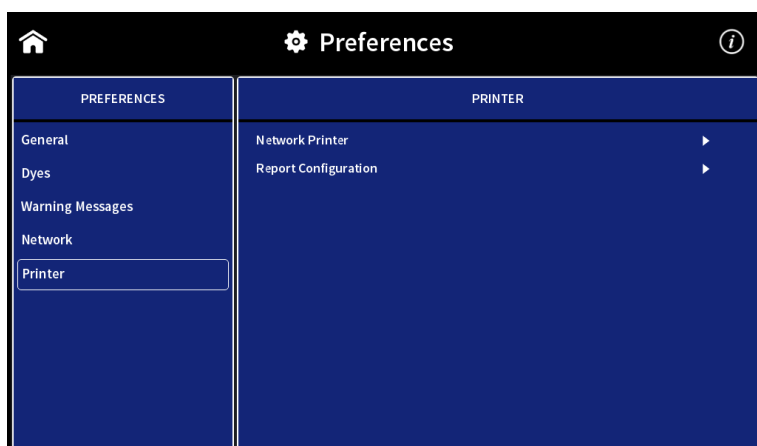 Preferences
i
PREFERENCES
General
Dyes
Warning Messages
Network
Printer
PRINTER
Network Printer
Report Configuration